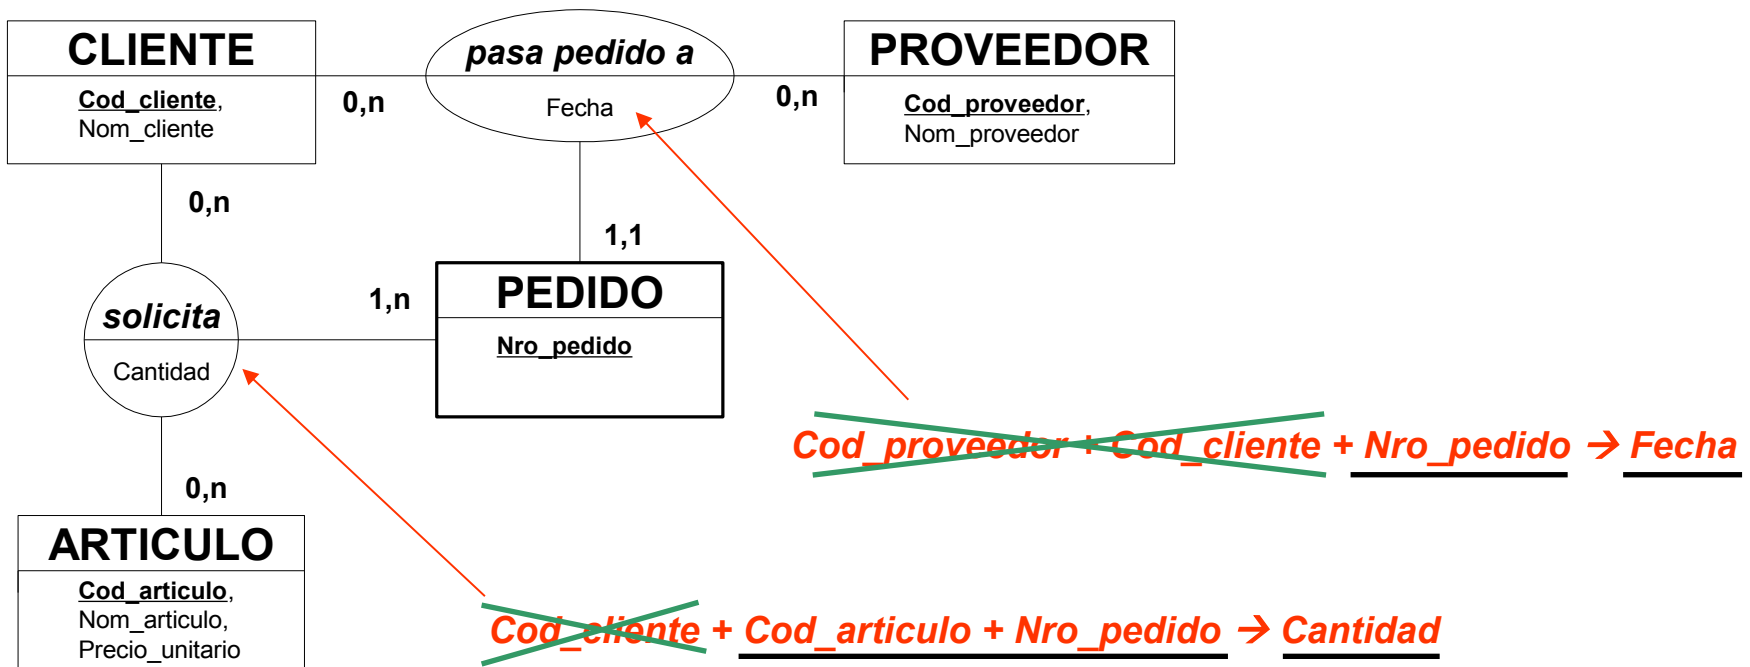 CLIENTE
Cod_cliente,
Nom_cliente
0,n
pasa pedido a
Fecha
0,n
PROVEEDOR
Cod_proveedor,
Nom_proveedor
0,n
1,1
solicita
Cantidad
1,n
PEDIDO
Nro_pedido
Cod_proveedor + Cod_cliente + Nro_pedido → Fecha
0,n
ARTICULO
Cod_articulo,
Nom_articulo,
Precio_unitario
Cod_cliente + Cod_articulo + Nro_pedido → Cantidad